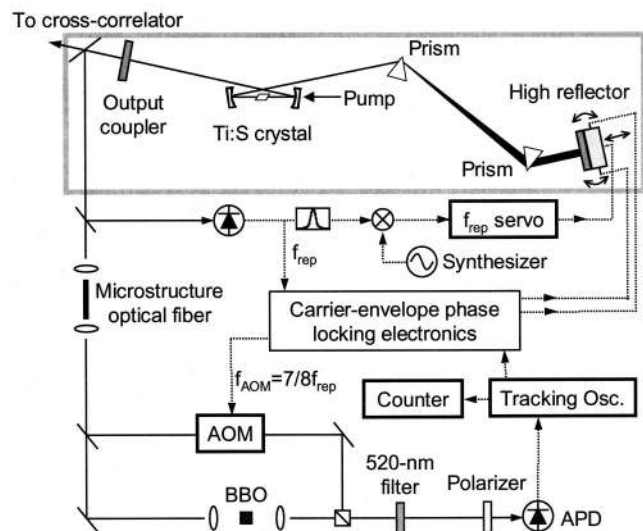 To cross-correlator
Prism
High reflector
Output
coupler
Pump
Ti:S crystal
Prism
f_rep servo
f_rep
Synthesizer
Microstructure
optical fiber
Carrier-envelope phase
locking electronics
f_AOM=7/8f_rep
Counter
Tracking Osc.
AOM
520-nm
filter
Polarizer
BBO
APD